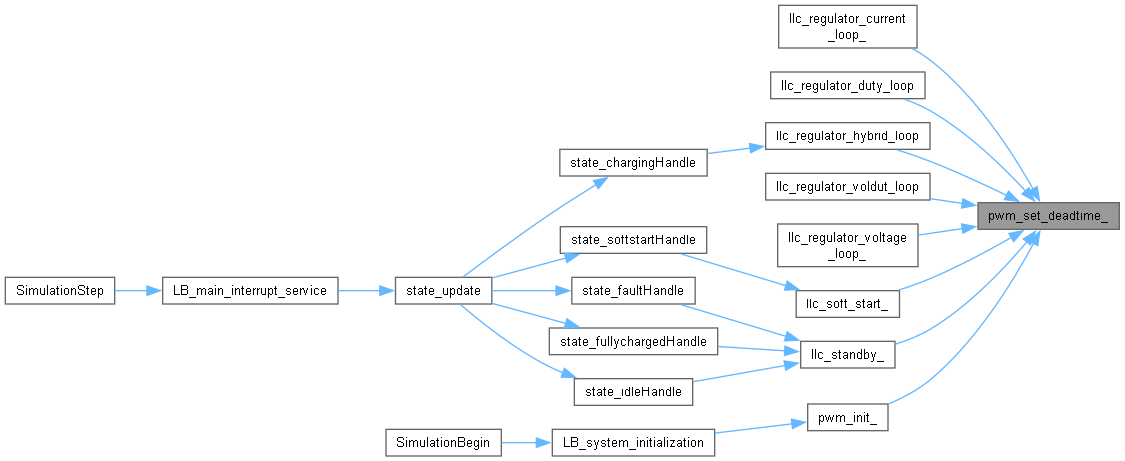 llc_regulator_current
_loop_
llc_regulator_duty_loop
llc_regulator_hybrid_loop
state_chargingHandle
llc_regulator_voldut_loop
pwm_set_deadtime_
llc_regulator_voltage
_loop_
state_softstartHandle
SimulationStep
LB_main_interrupt_service
state_update
state_faultHandle
llc_soft_start_
state_fullychargedHandle
llc_standby_
state_idleHandle
pwm_init_
SimulationBegin
LB_system_initialization